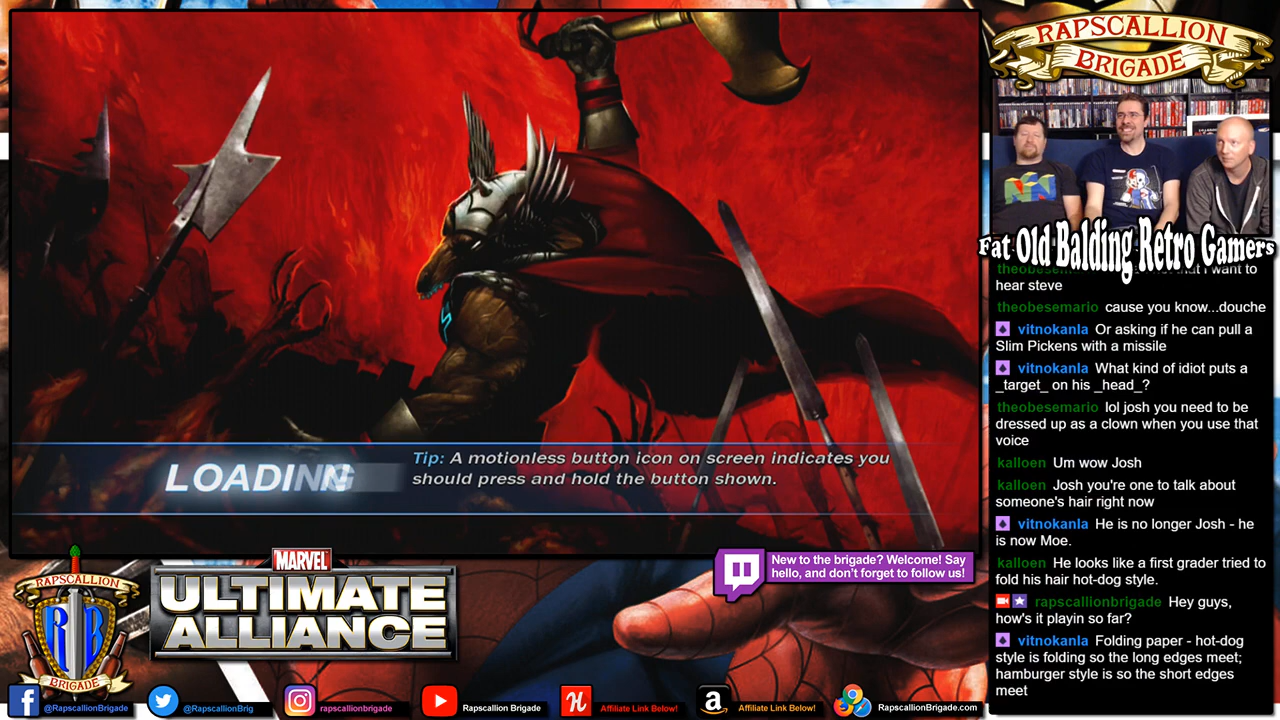 RAPSCALLION
BRIGADE
Fat Old Balding Retro Gamers
theobesemario that I want to
hear steve
theobesemario cause you know...douche
vitnokanla Or asking if he can pull a
Slim Pickens with a missile
vitnokanla What kind of idiot puts a
_target_ on his _head_?
theobesemario lol josh you need to be
dressed up as a clown when you use that
voice
kalloen Um wow Josh
kalloen Josh you're one to talk about
someone's hair right now
vitnokanla He is no longer Josh - he
is now Moe.
kalloen He looks like a first grader tried to
fold his hair hot-dog style.
rapscallionbrigade Hey guys,
how's it playin so far?
vitnokanla Folding paper - hot-dog
style is folding so the long edges meet;
hamburger style is so the short edges
meet
LOADING
Tip: A motionless button icon on screen indicates you
should press and hold the button shown.
New to the brigade? Welcome! Say
hello, and don't forget to follow us!
RAPSCALLION
RB
BRIGADE
MARVEL
ULTIMATE
ALLIANCE
@RapscallionBrigade
@RapscallionBrig
rapscallionbrigade
Rapscallion Brigade
Affiliate Link Below!
Affiliate Link Below!
RapscallionBrigade.com